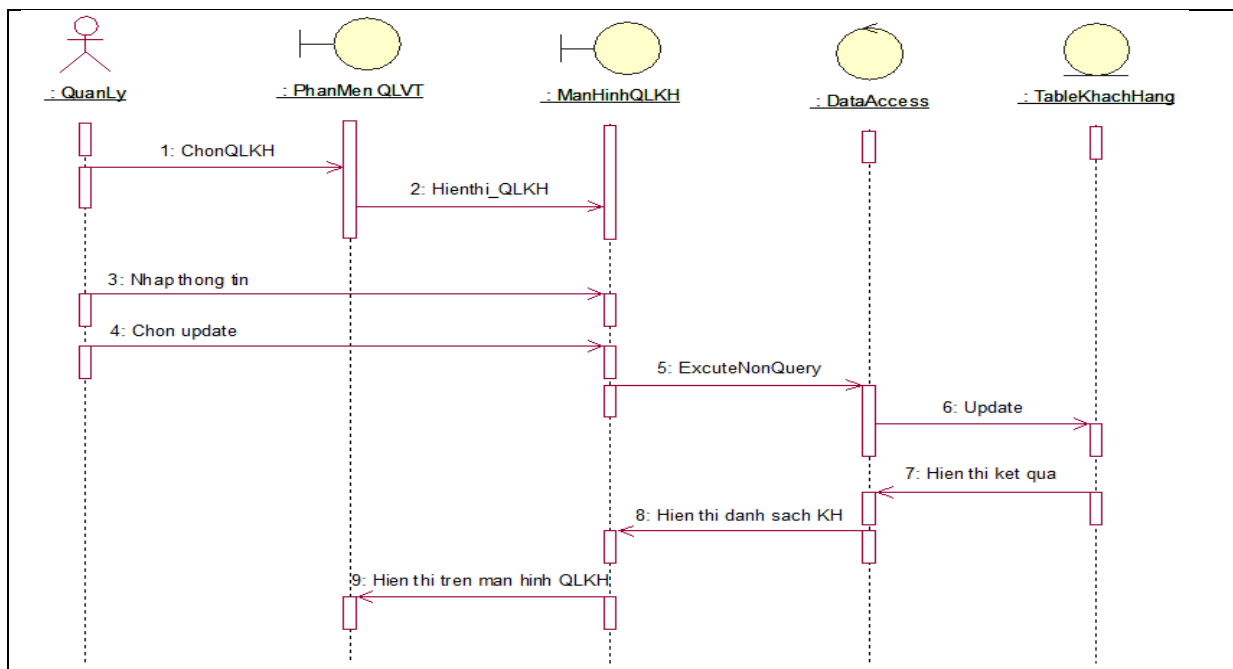 : QuanLy
: PhanMen QLVT
: ManHinhQLKH
: DataAccess
: TableKhachHang
1: ChonQLKH
2: Hienthi_QLKH
3: Nhap thong tin
4: Chon update
5: ExcuteNonQuery
6: Update
7: Hien thi ket qua
8: Hien thi danh sach KH
9: Hien thi tren man hinh QLKH